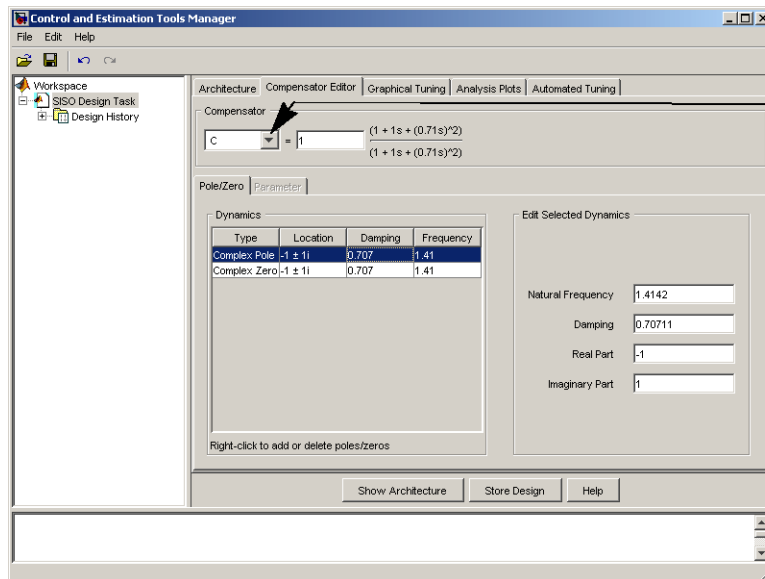 Control and Estimation Tools Manager
File Edit Help
Workspace
SISO Design Task
Design History
Architecture Compensator Editor Graphical Tuning Analysis Plots Automated Tuning
Compensator
C = 1
(1 + 1s + (0.71s)^2)
(1 + 1s + (0.71s)^2)
Pole/Zero Parameter
Dynamics
Type Location Damping Frequency
Complex Pole -1 ± 1i 0.707 1.41
Complex Zero -1 ± 1i 0.707 1.41
Right-click to add or delete poles/zeros
Edit Selected Dynamics
Natural Frequency 1.4142
Damping 0.70711
Real Part -1
Imaginary Part 1
Show Architecture Store Design Help